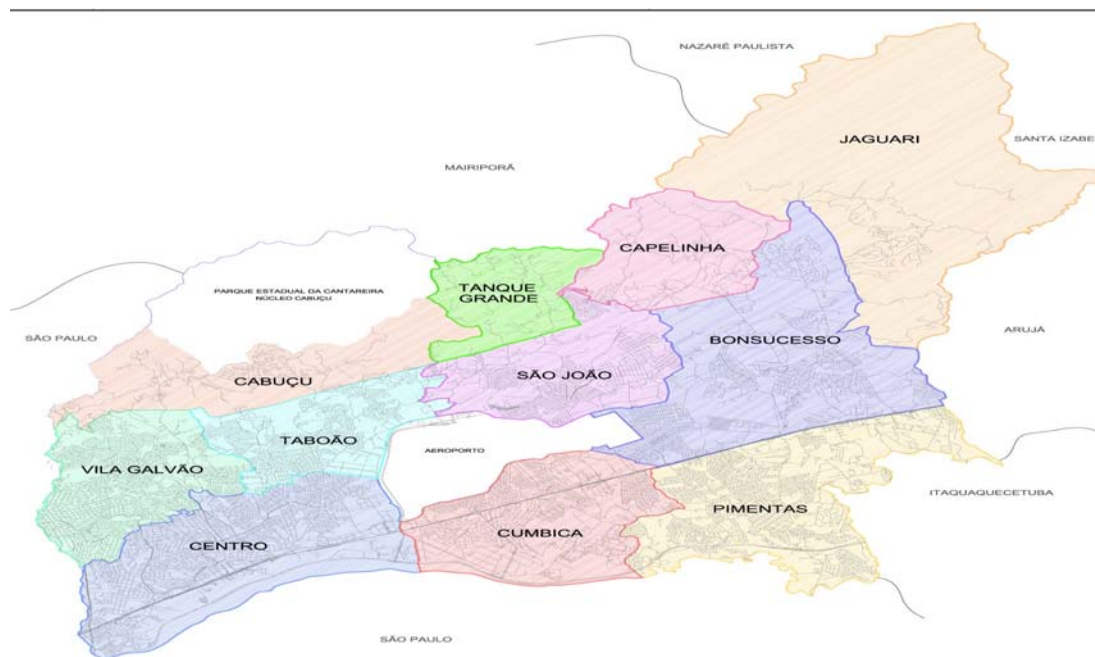 NAZARÉ PAULISTA
JAGUARI
SANTA IZABE
MAIRIPORÃ
CAPELINHA
TANQUE
GRANDE
PARQUE ESTADUAL DA CANTAREIRA
NÚCLEO CABUÇU
SÃO PAULO
ARUJÁ
BONSUCESSO
SÃO JOÃO
CABUÇU
TABOÃO
AEROPORTO
VILA GALVÃO
ITAQUAQUECETUBA
PIMENTAS
CUMBICA
CENTRO
SÃO PAULO